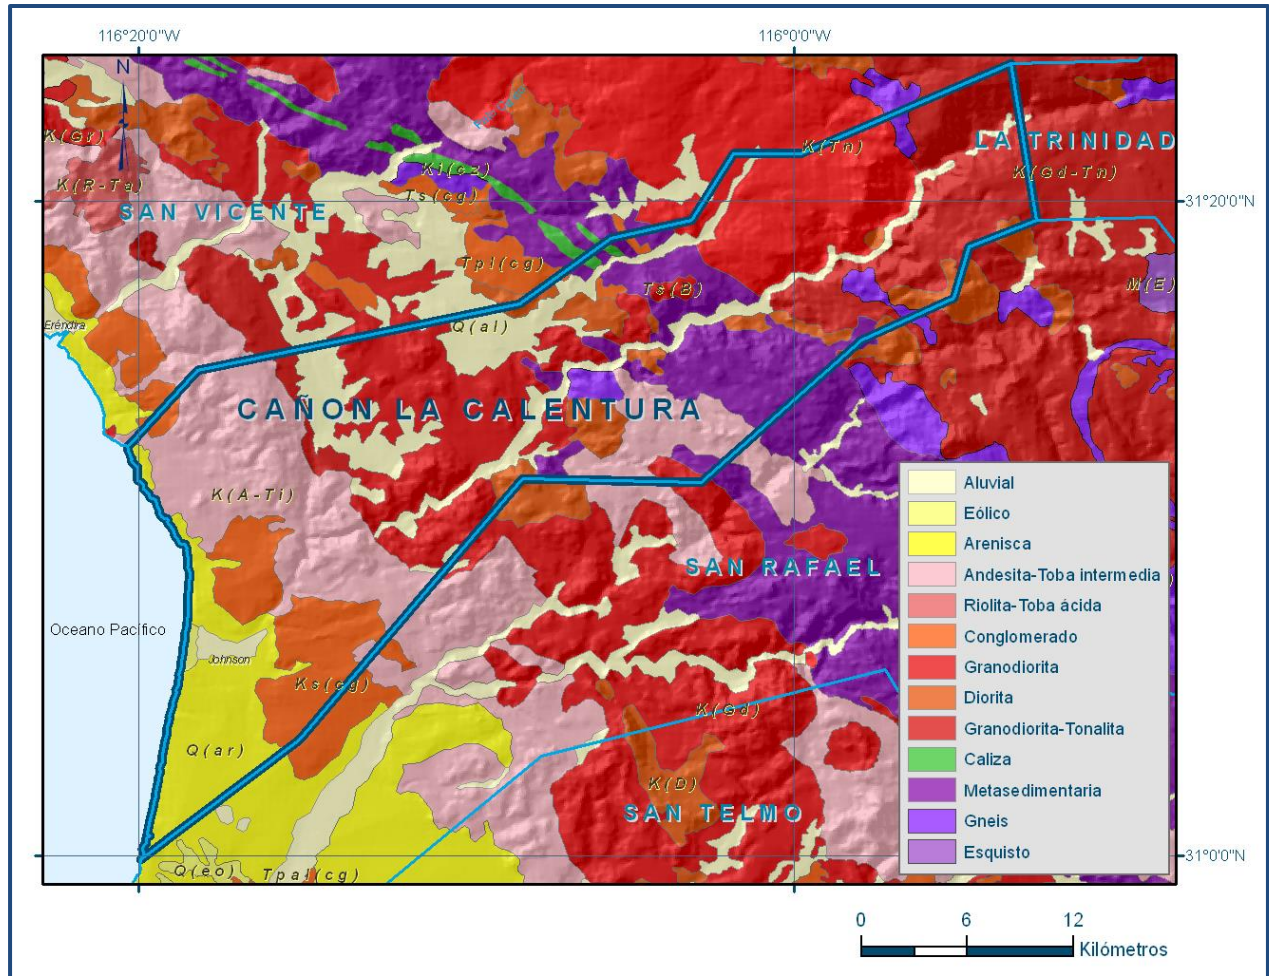 116°20'0"W
116°0'0"W
N
LA TRINIDAD
K(Gr)
K(Tn)
K(Gd-Tn)
Ki(cz)
K(R-Ta)
Ts(cg)
31°20'0"N
SAN VICENTE
Tpl(cg)
Ts(B)
M(E)
Eréndira
Q(al)
CAÑON LA CALENTURA
K(A-Ti)
SAN RAFAEL
Oceano Pacífico
Johnson
Ks(cg)
K(Gd)
Q(ar)
K(D)
SAN TELMO
Q(eo)
Tpal(cg)
31°0'0"N
Aluvial
Eólico
Arenisca
Andesita-Toba intermedia
Riolita-Toba ácida
Conglomerado
Granodiorita
Diorita
Granodiorita-Tonalita
Caliza
Metasedimentaria
Gneis
Esquisto
0 6 12
Kilómetros